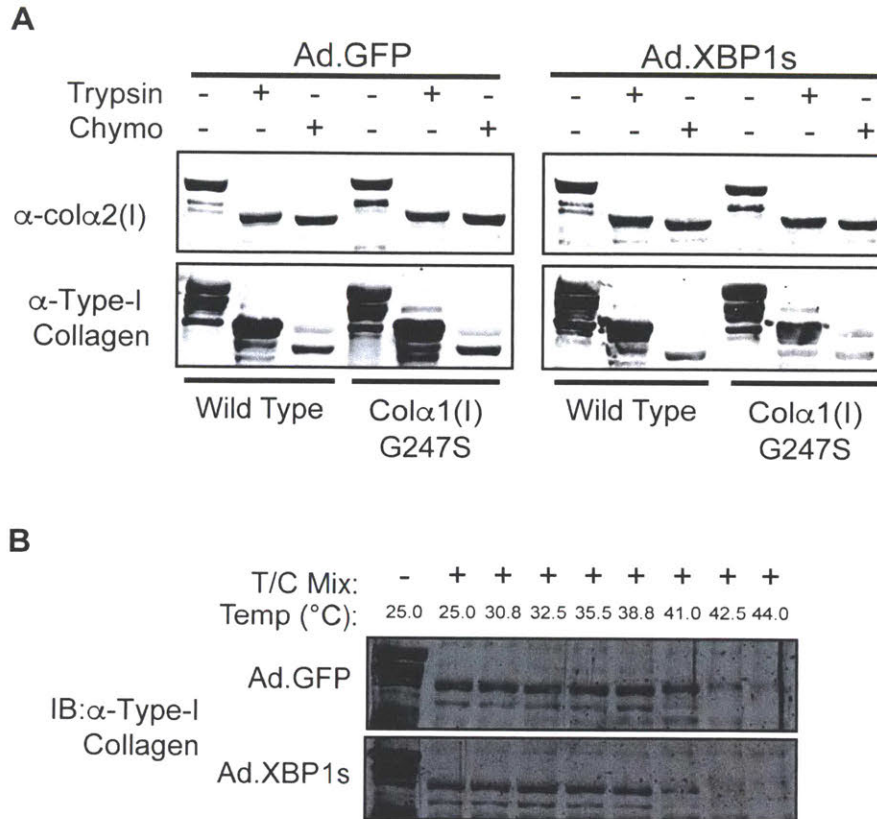 A
Ad.GFP Ad.XBP1s
Trypsin - + - - + - - + - - + -
Chymo - - + - - + - - + - - +
α-colα2(I)
α-Type-I
Collagen
Wild Type Colα1(I)
G247S
Wild Type Colα1(I)
G247S
B
T/C Mix: - + + + + + + + +
Temp (°C): 25.0 25.0 30.8 32.5 35.5 38.8 41.0 42.5 44.0
Ad.GFP
IB:α-Type-I
Collagen
Ad.XBP1s